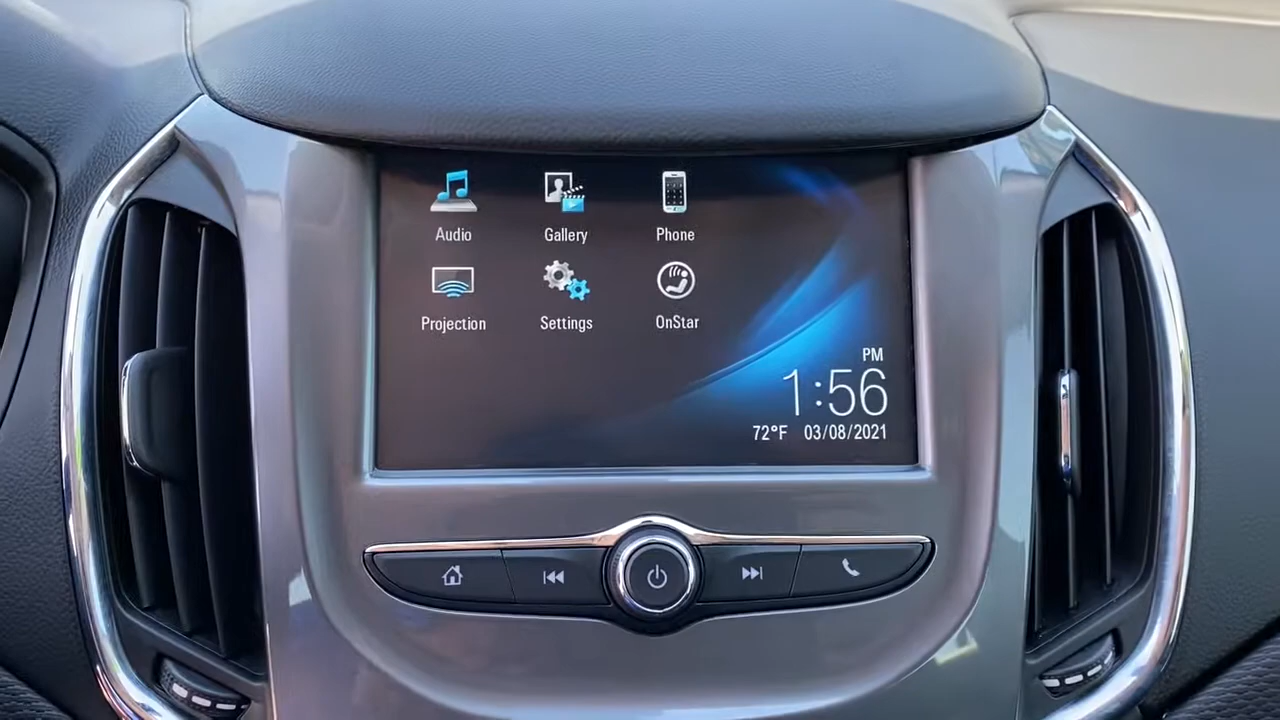 Audio Gallery Phone
Projection Settings OnStar
PM
1:56
72°F 03/08/2021